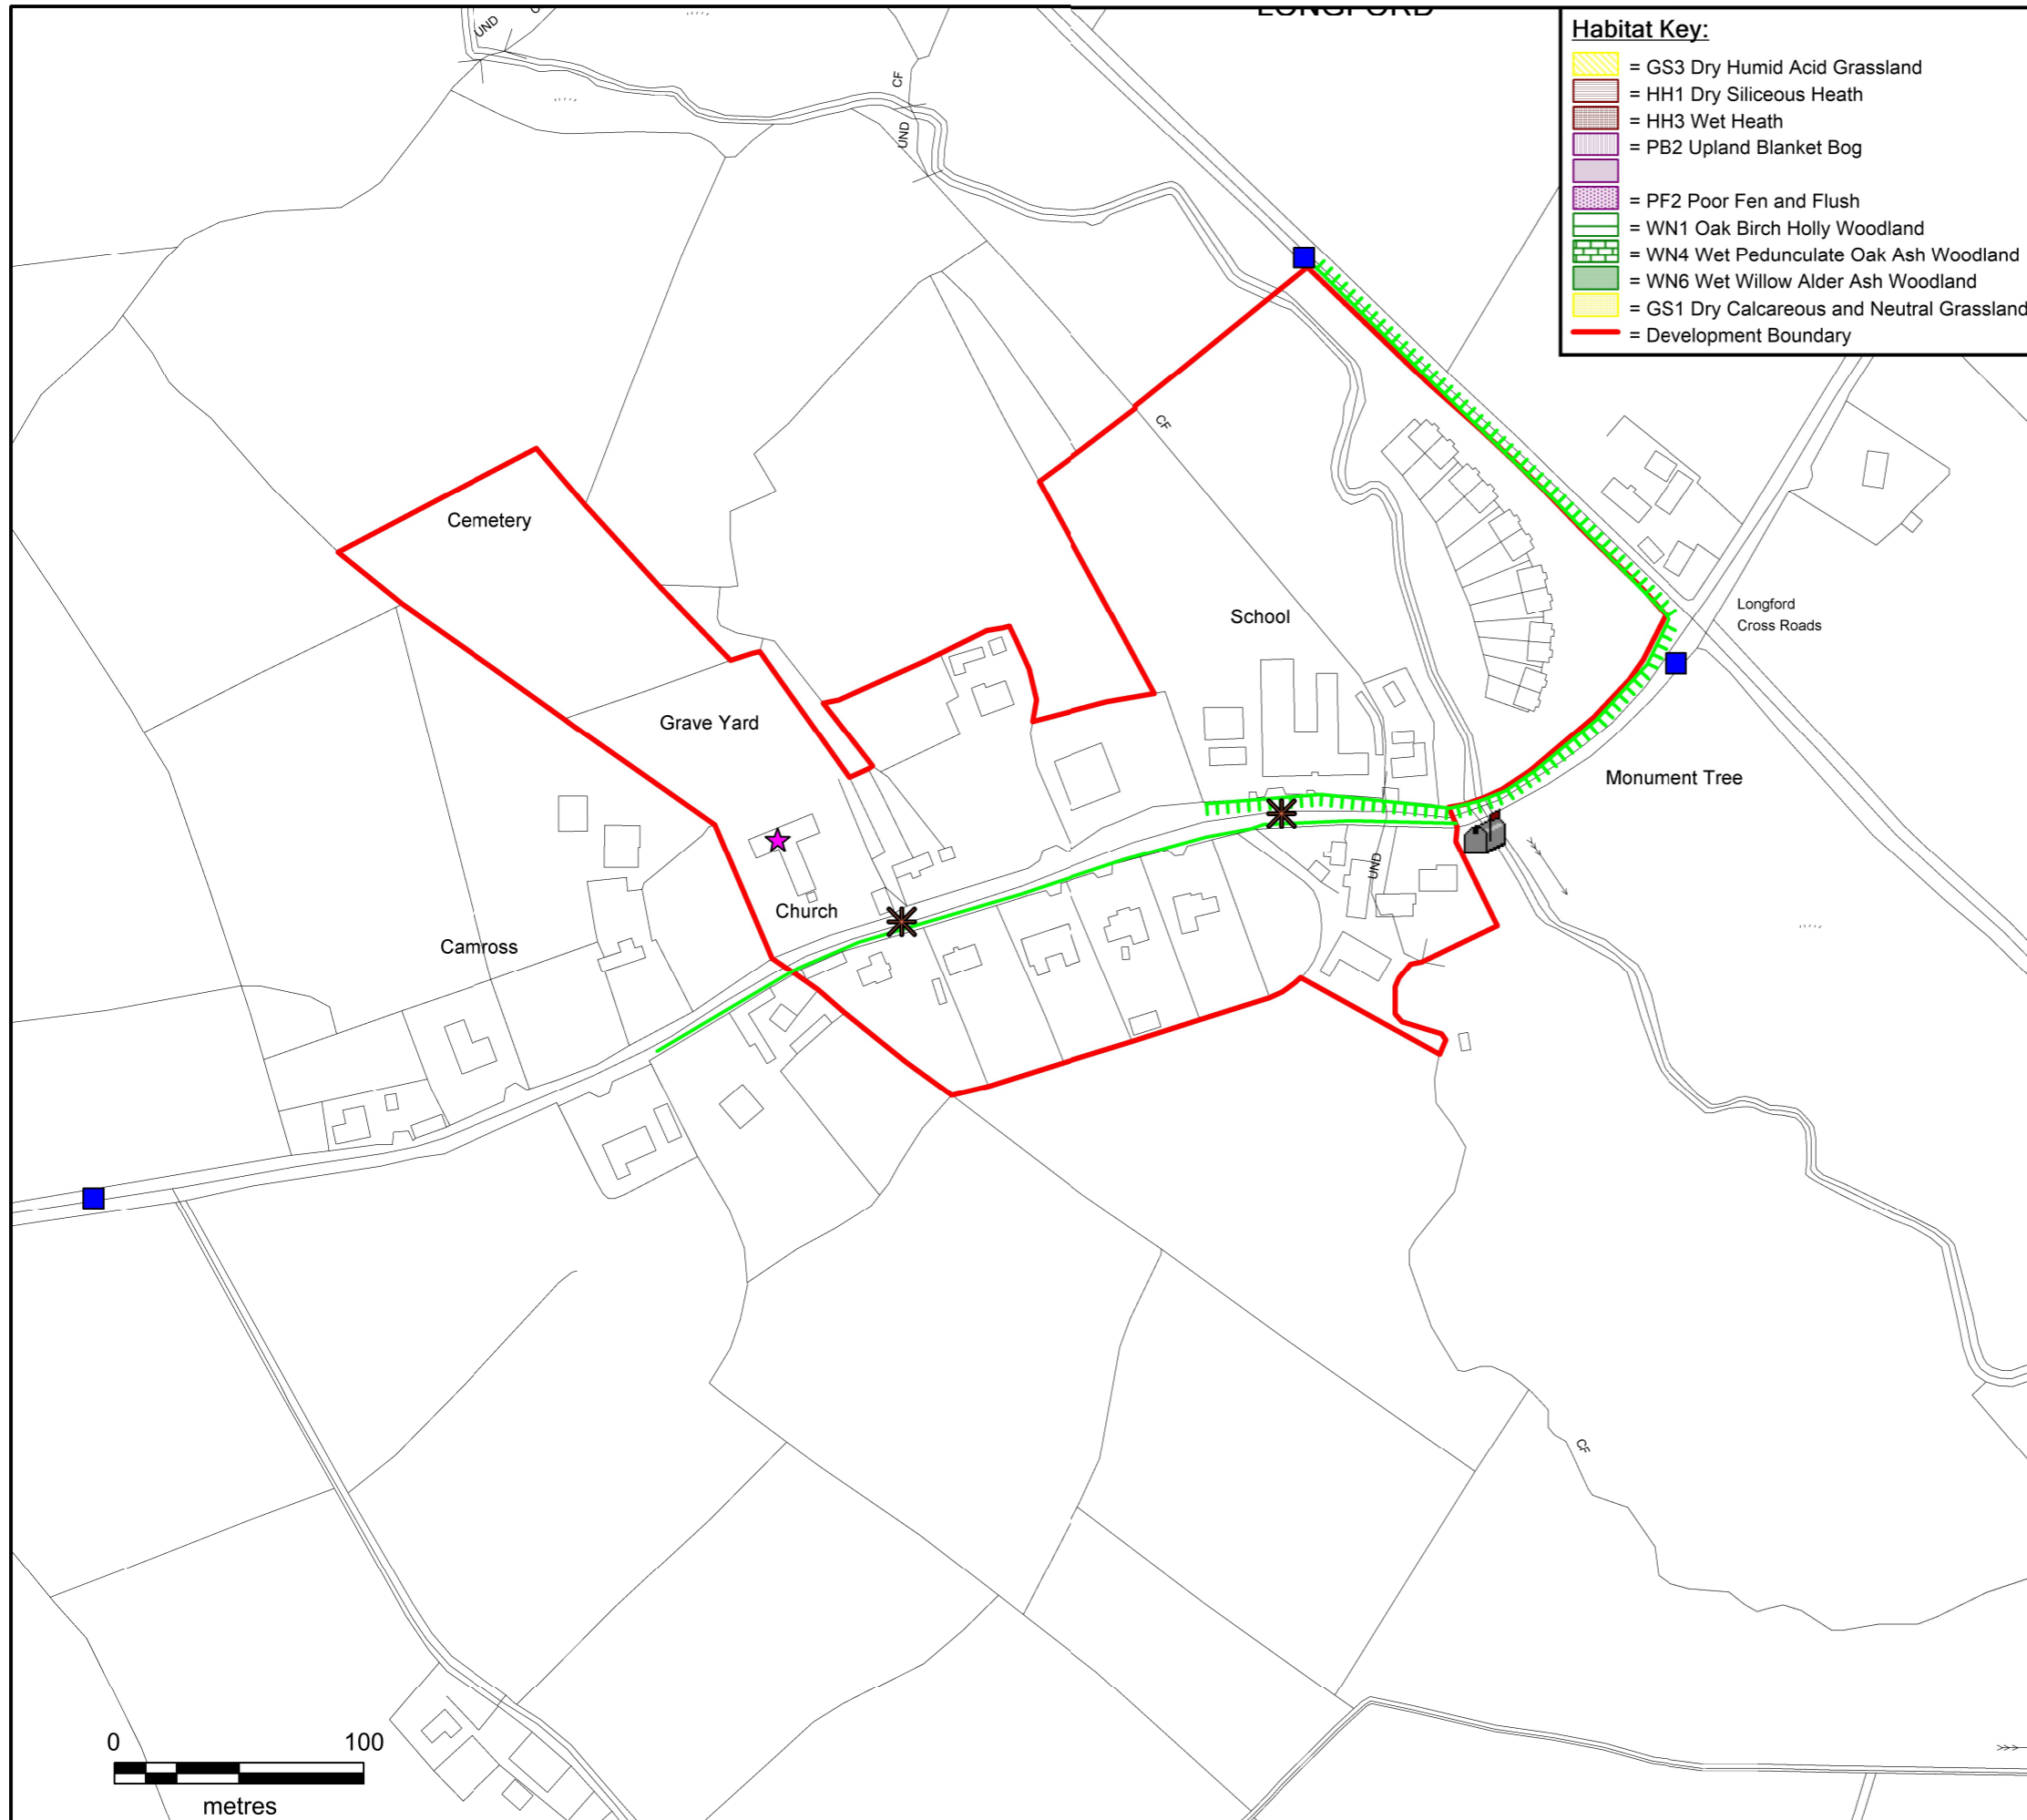 LONGFORD
Habitat Key:
= GS3 Dry Humid Acid Grassland
= HH1 Dry Siliceous Heath
= HH3 Wet Heath
= PB2 Upland Blanket Bog
= PF2 Poor Fen and Flush
= WN1 Oak Birch Holly Woodland
= WN4 Wet Pedunculate Oak Ash Woodland
= WN6 Wet Willow Alder Ash Woodland
= GS1 Dry Calcareous and Neutral Grassland
= Development Boundary
UND
CF
UND
CF
Cemetery
School
Longford
Cross Roads
Grave Yard
Monument Tree
UND
Church
Camross
CF
0 100
metres